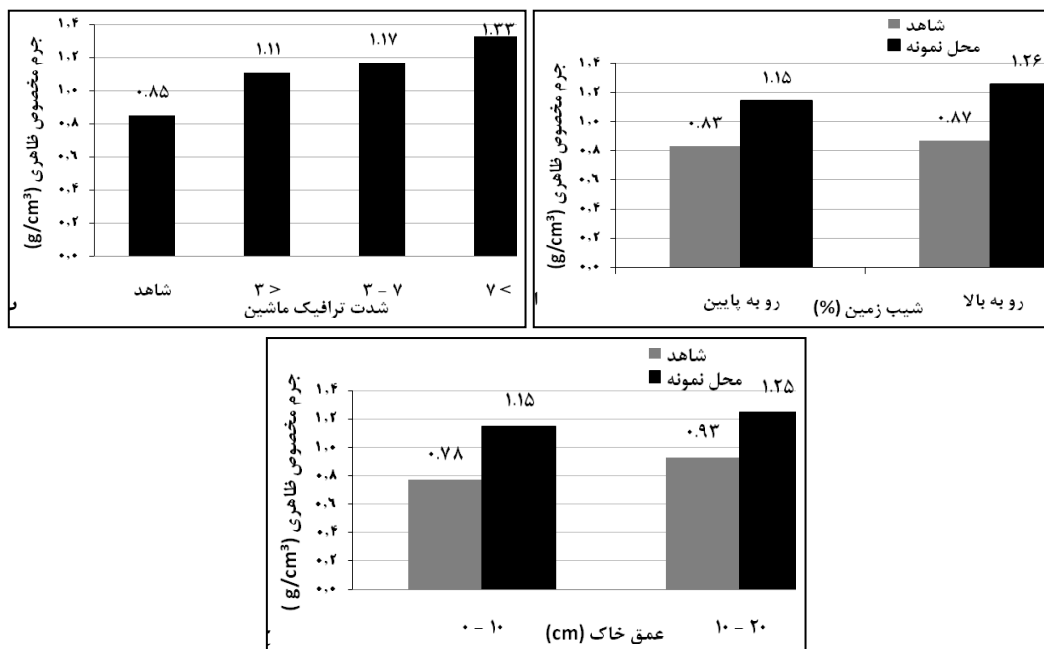 جرم مخصوص ظاهری (g/cm³)
۱.۴
۱.۲
۱.۰
۰.۸
۰.۶
۰.۴
۰.۲
۰.۰
۰.۸۵
۱.۱۱
۱.۱۷
۱.۳۳
شاهد
۳ >
۳ – ۷
۷ <
شدت ترافیک ماشین
شاهد
محل نمونه
جرم مخصوص ظاهری (g/cm³)
۱.۴
۱.۲
۱.۰
۰.۸
۰.۶
۰.۴
۰.۲
۰.۰
۰.۸۳
۱.۱۵
۰.۸۷
۱.۲۶
رو به پایین
رو به بالا
شیب زمین (%)
شاهد
محل نمونه
جرم مخصوص ظاهری (g/cm³ )
۱.۴
۱.۲
۱.۰
۰.۸
۰.۶
۰.۴
۰.۲
۰.۰
۰.۷۸
۱.۱۵
۰.۹۳
۱.۲۵
۰ – ۱۰
۱۰ – ۲۰
عمق خاک (cm)